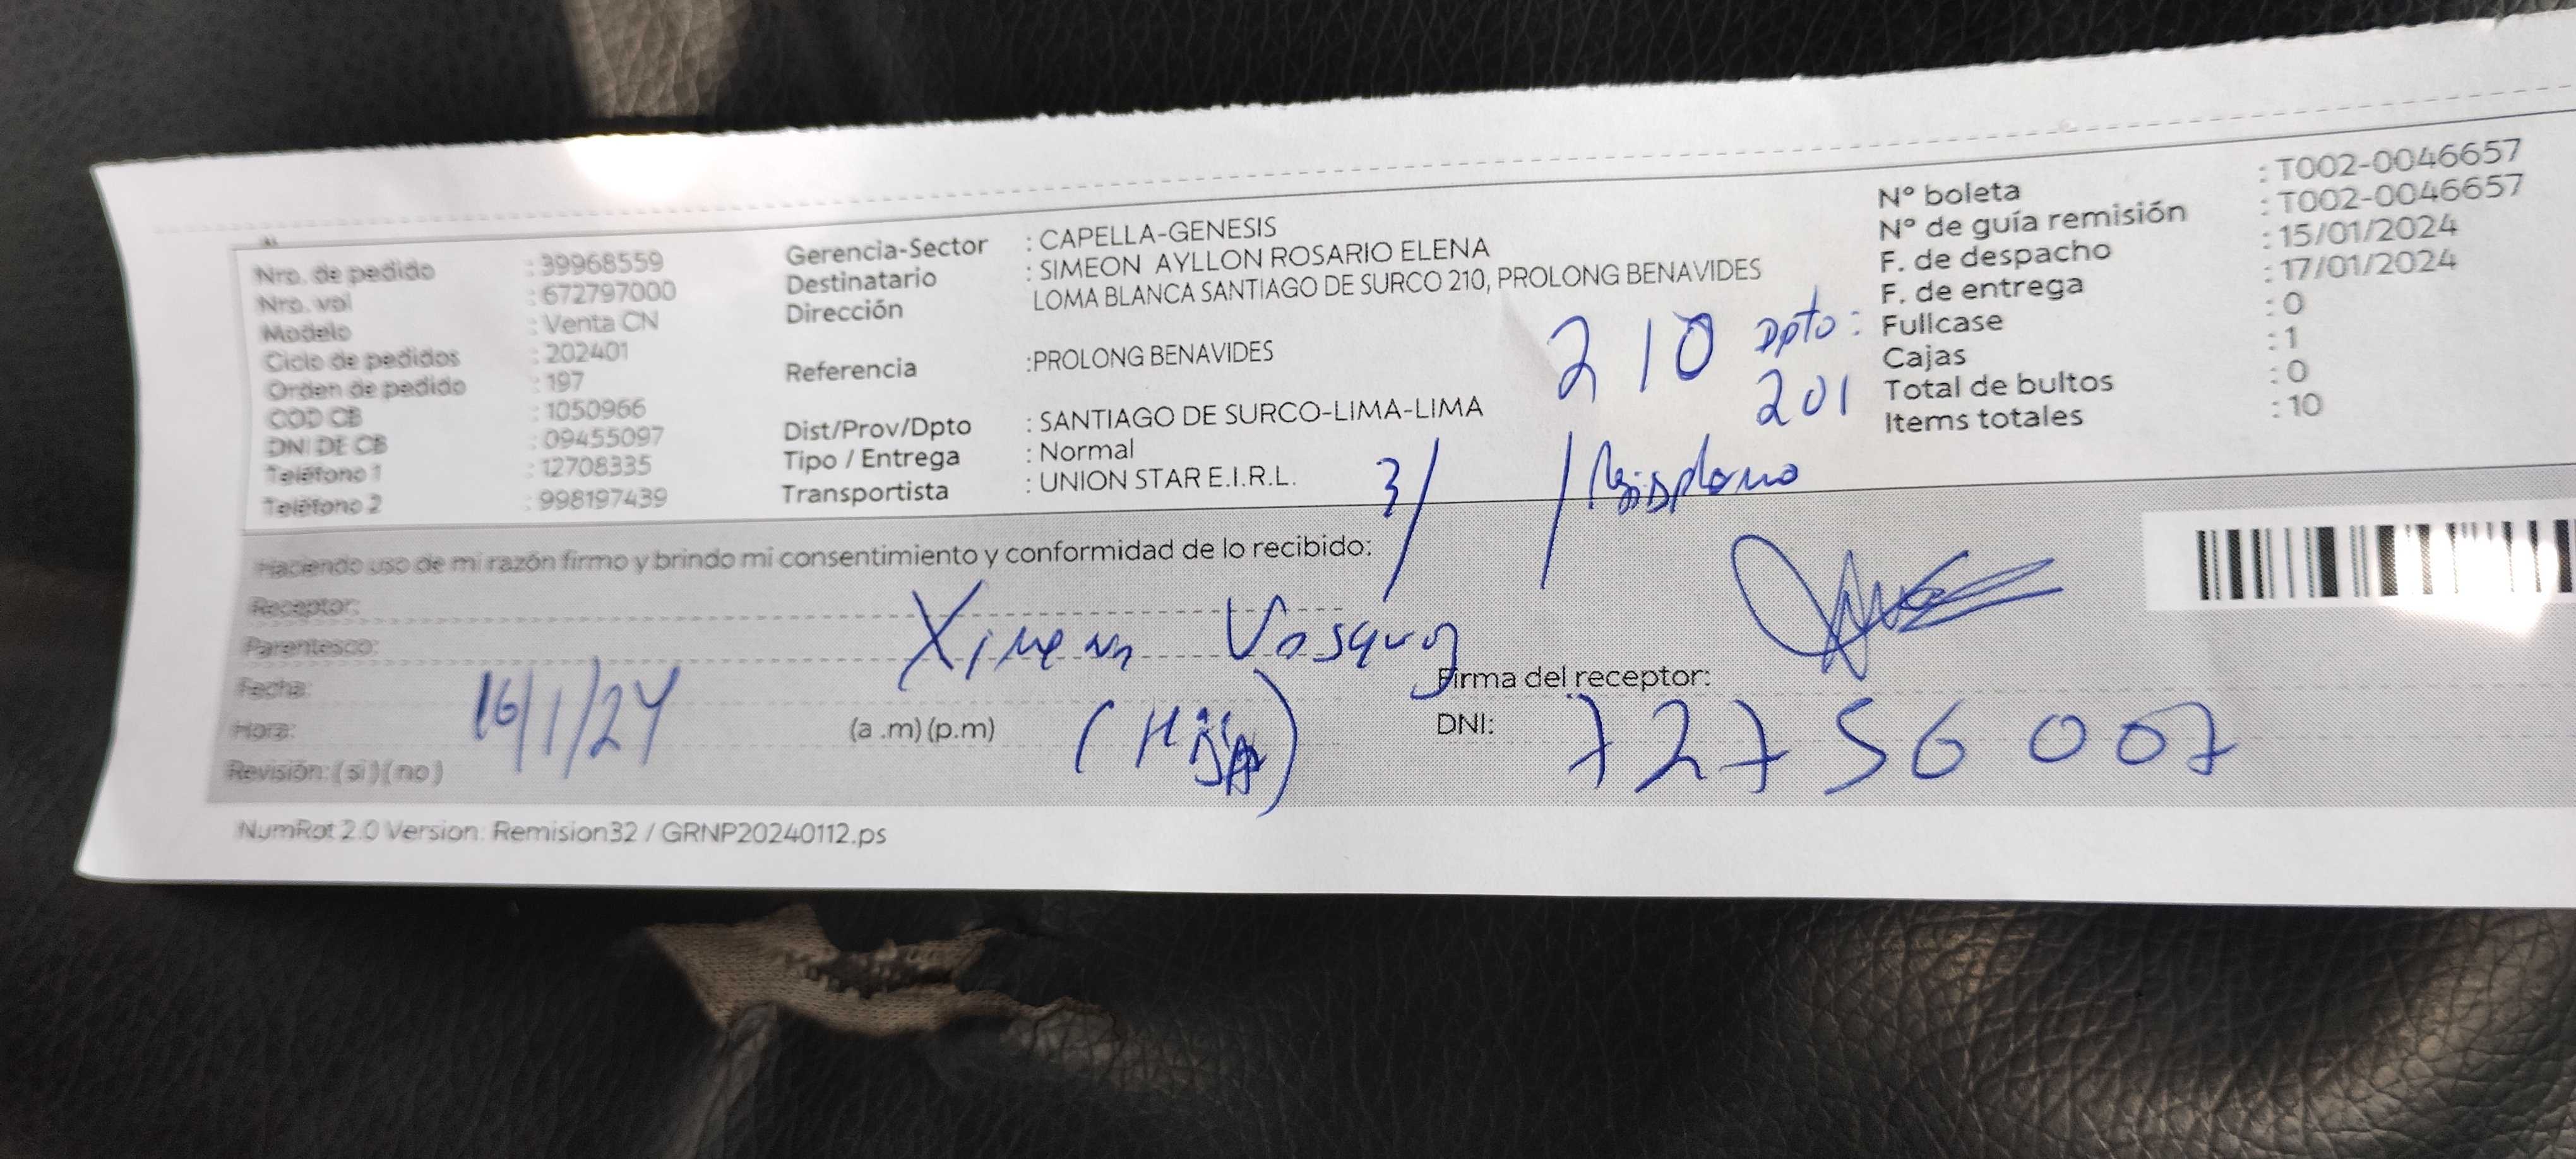 Nro. de pedido : 39968559
Nro. vol : 672797000
Modelo : Venta CN
Ciclo de pedidos : 202401
Orden de pedido : 197
COD CB : 1050966
DNI DE CB : 09455097
Teléfono 1 : 12708335
Teléfono 2 : 998197439
Gerencia-Sector : CAPELLA-GENESIS
Destinatario : SIMEON AYLLON ROSARIO ELENA
Dirección LOMA BLANCA SANTIAGO DE SURCO 210, PROLONG BENAVIDES
Referencia :PROLONG BENAVIDES
Dist/Prov/Dpto : SANTIAGO DE SURCO-LIMA-LIMA
Tipo / Entrega : Normal
Transportista : UNION STAR E.I.R.L.
210 Dpto:
201
3/ /
N° boleta : T002-0046657
N° de guía remisión : T002-0046657
F. de despacho : 15/01/2024
F. de entrega : 17/01/2024
Fullcase : 0
Cajas : 1
Total de bultos : 0
Items totales : 10
Haciendo uso de mi razón firmo y brindo mi consentimiento y conformidad de lo recibido:
Receptor:
Parentesco: Ximena Vasquez
Fecha: 16/1/24
Hora: (a .m) (p.m) (Hija)
Revisión: ( si ) ( no )
Firma del receptor:
DNI: 72756007
NumRot 2.0 Version: Remision32 / GRNP20240112.ps